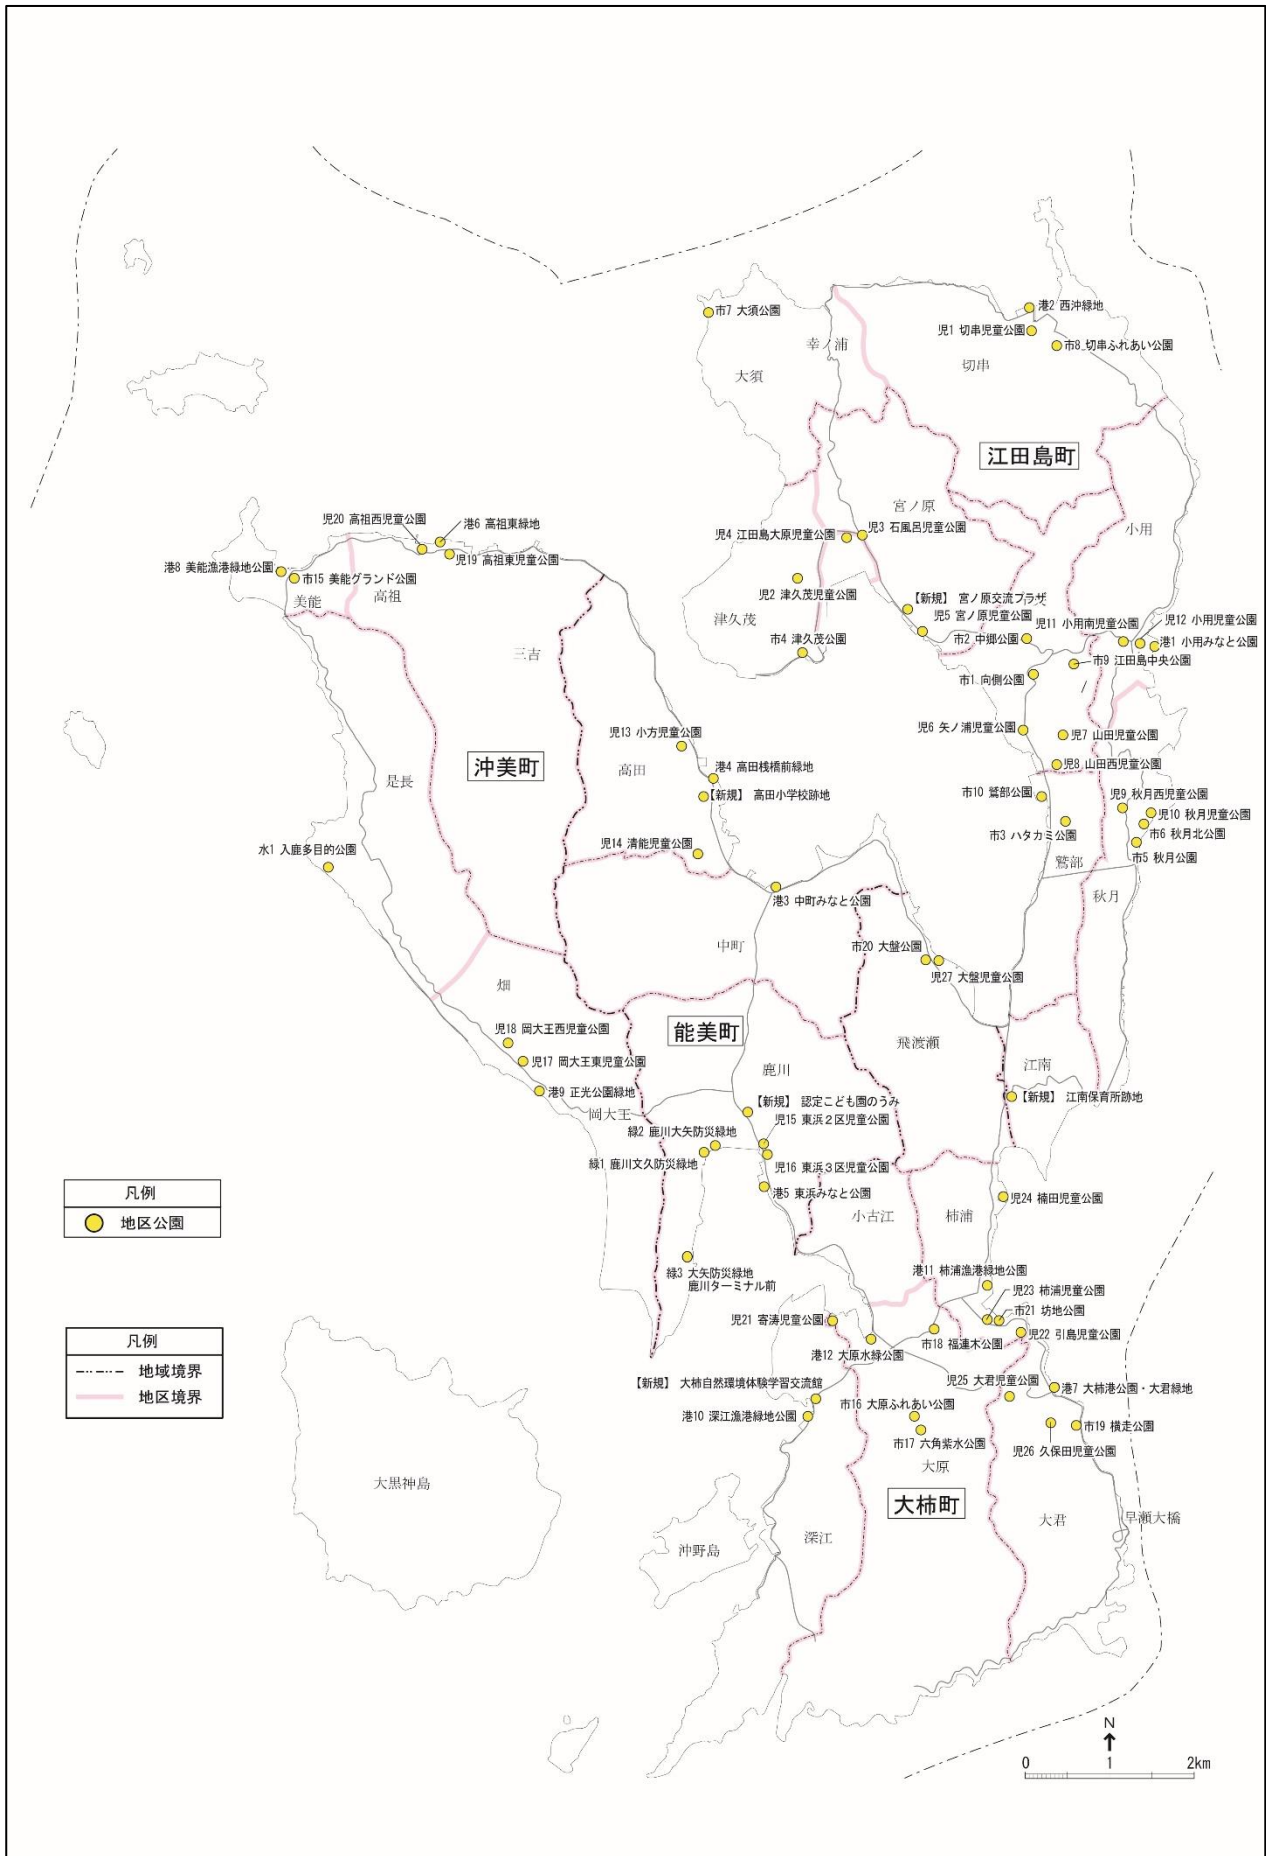 港2 西沖緑地
市7 大須公園
児1 切串児童公園
幸ノ浦
市8 切串ふれあい公園
切串
大須
江田島町
宮ノ原
小用
児20 高祖西児童公園
港6 高祖東緑地
児4 江田島大原児童公園
児3 石風呂児童公園
児19 高祖東児童公園
港8 美能漁港緑地公園
市15 美能グランド公園
美能
高祖
児2 津久茂児童公園
【新規】 宮ノ原交流プラザ
津久茂
児5 宮ノ原児童公園
児11 小用南児童公園
児12 小用児童公園
市4 津久茂公園
市2 中郷公園
港1 小用みなと公園
三吉
市9 江田島中央公園
市1 向側公園
児6 矢ノ浦児童公園
児7 山田児童公園
児13 小方児童公園
沖美町
高田
港4 高田桟橋前緑地
児8 山田西児童公園
是長
【新規】 高田小学校跡地
市10 鷲部公園
児9 秋月西児童公園
児10 秋月児童公園
市3 ハタカミ公園
市6 秋月北公園
水1 入鹿多目的公園
児14 清能児童公園
市5 秋月公園
鷲部
秋月
港3 中町みなと公園
中町
市20 大盤公園
児27 大盤児童公園
畑
児18 岡大王西児童公園
能美町
飛渡瀬
児17 岡大王東児童公園
鹿川
江南
港9 正光公園緑地
【新規】 江南保育所跡地
岡大王
【新規】 認定こども園のうみ
児15 東浜2区児童公園
緑2 鹿川大矢防災緑地
緑1 鹿川文久防災緑地
児16 東浜3区児童公園
港5 東浜みなと公園
児24 楠田児童公園
凡例
地区公園
小古江
柿浦
緑3 大矢防災緑地
鹿川ターミナル前
港11 柿浦漁港緑地公園
児23 柿浦児童公園
市21 坊地公園
児21 寄涛児童公園
市18 福連木公園
児22 引島児童公園
港12 大原水緑公園
凡例
地域境界
地区境界
【新規】 大柿自然環境体験学習交流館
児25 大君児童公園
港7 大柿港公園・大君緑地
港10 深江漁港緑地公園
市16 大原ふれあい公園
市19 横走公園
市17 六角紫水公園
児26 久保田児童公園
大原
大黒神島
大柿町
大君
早瀬大橋
深江
沖野島
N
0 1 2km